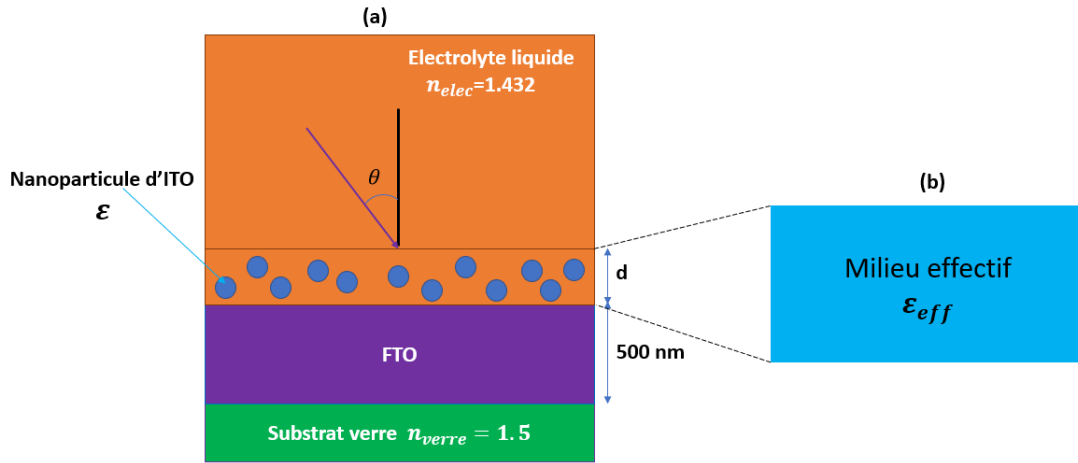 (a)
Electrolyte liquide
n_elec=1.432
θ
Nanoparticule d'ITO
ε
(b)
d
Milieu effectif
ε_eff
FTO
500 nm
Substrat verre n_verre = 1.5